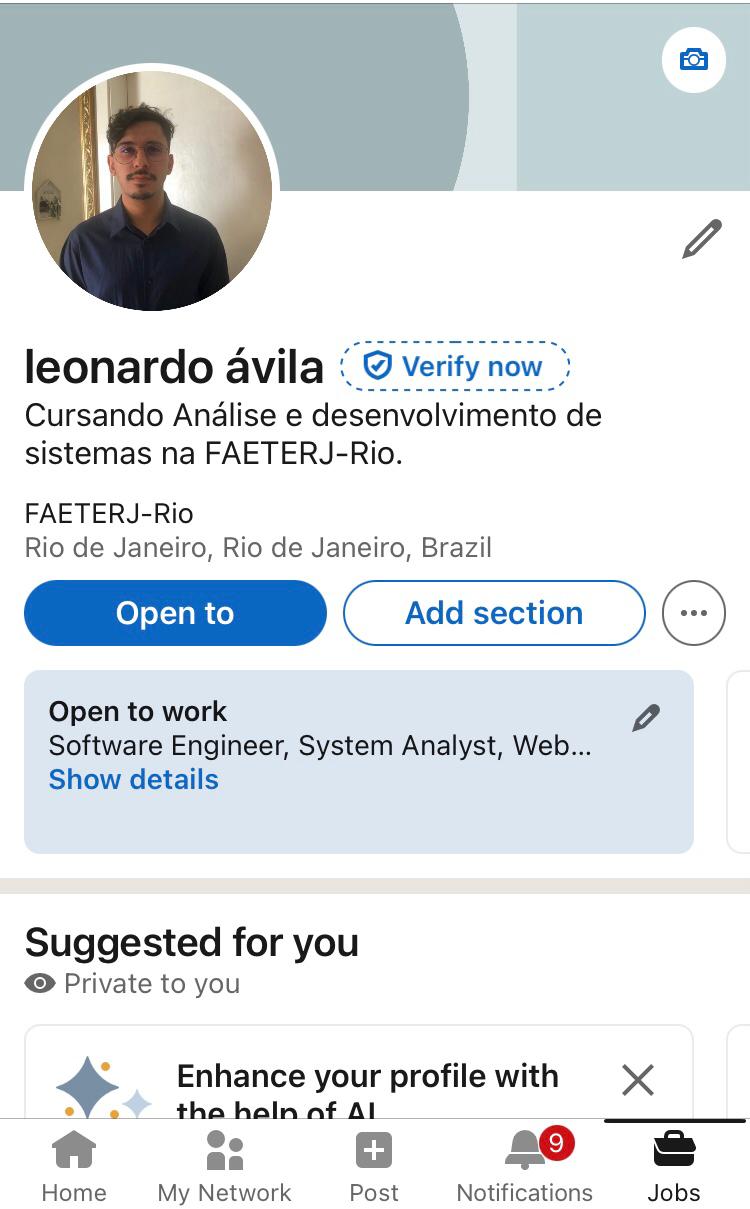 leonardo ávila
Verify now
Cursando Análise e desenvolvimento de
sistemas na FAETERJ-Rio.
FAETERJ-Rio
Rio de Janeiro, Rio de Janeiro, Brazil
Open to
Add section
Open to work
Software Engineer, System Analyst, Web...
Show details
Suggested for you
Private to you
Enhance your profile with
the help of AI
Home
My Network
Post
9
Notifications
Jobs